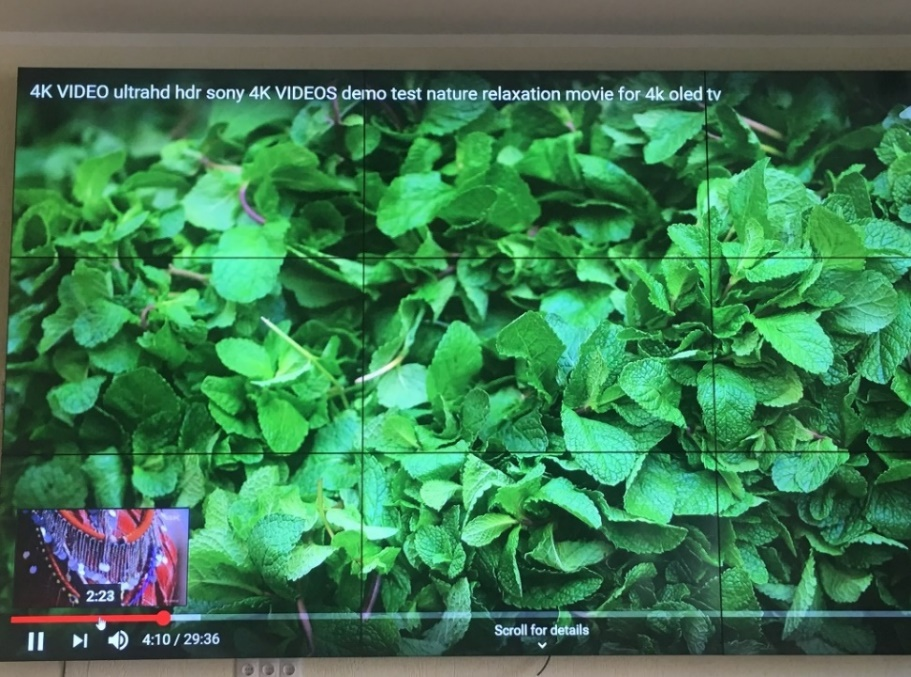 4K VIDEO ultrahd hdr sony 4K VIDEOS demo test nature relaxation movie for 4k oled tv
2:23
Scroll for details
4:10 / 29:36